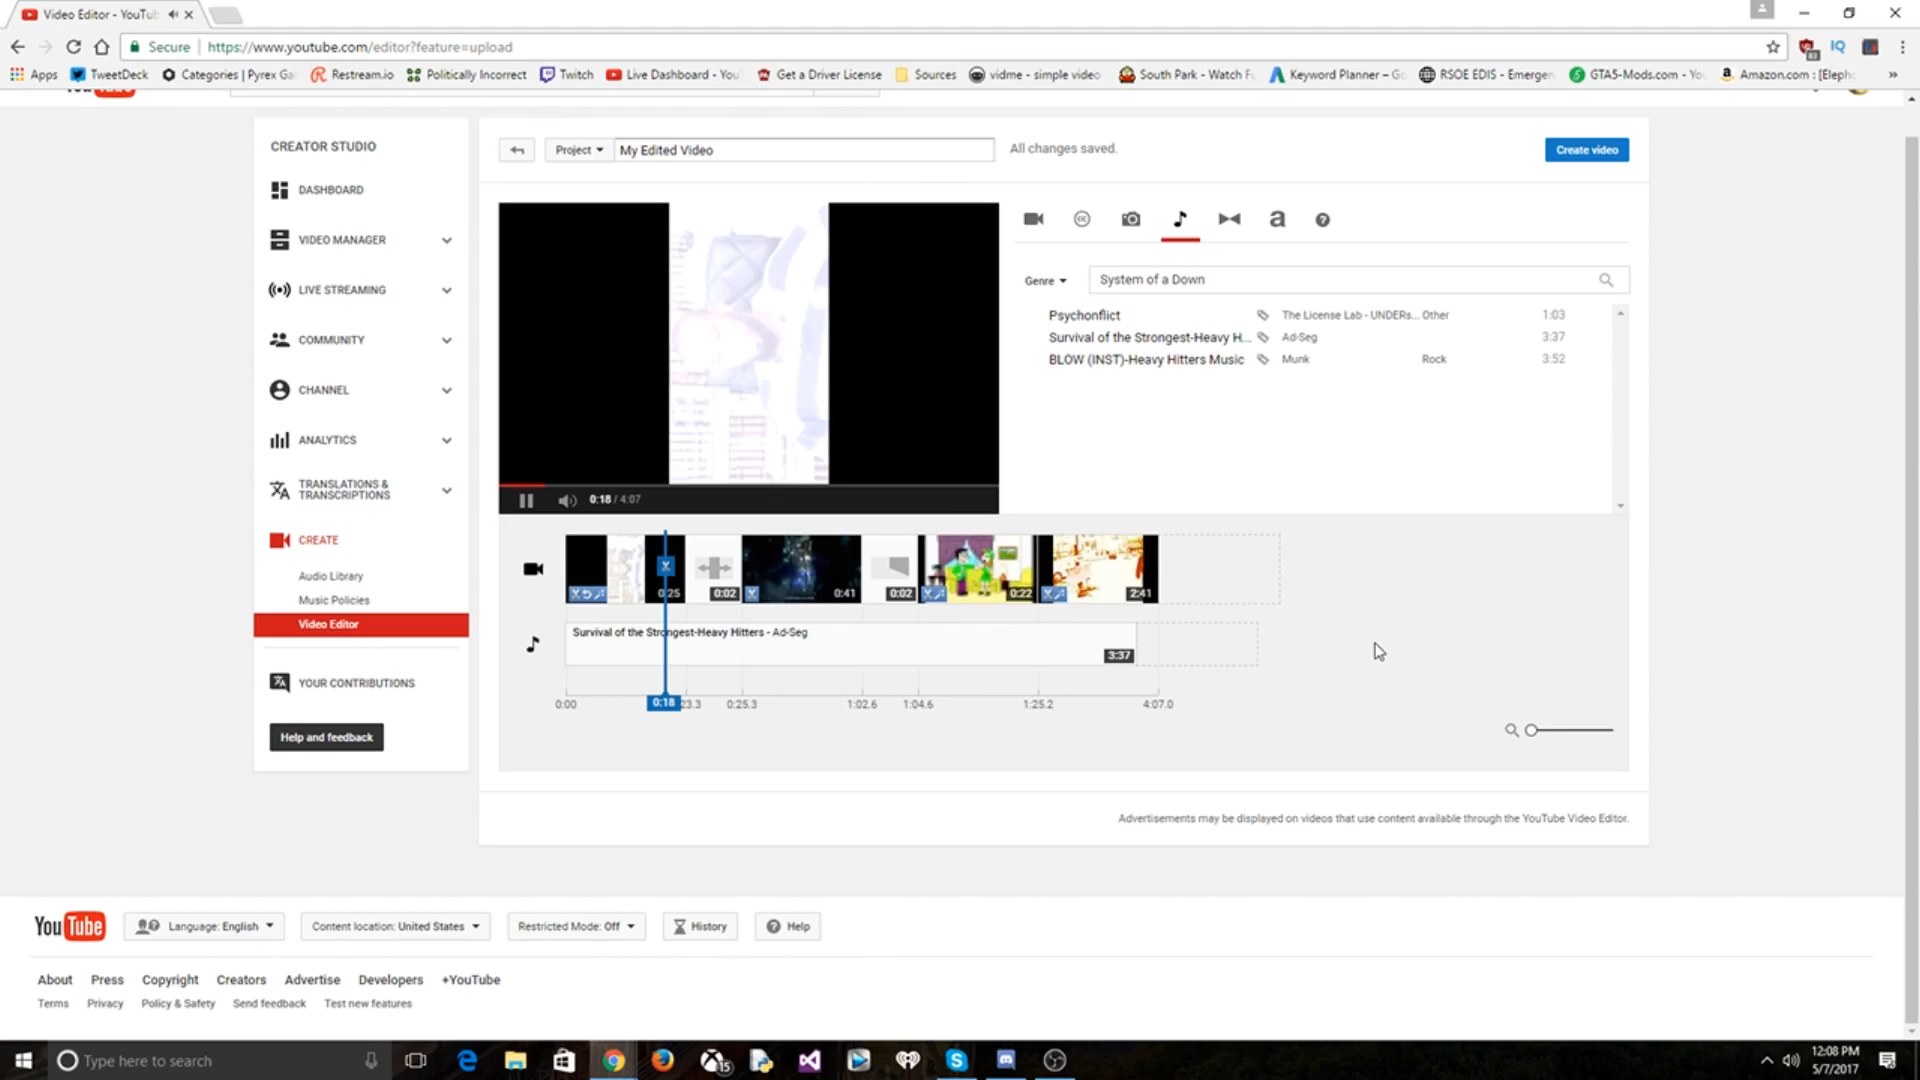 Video Editor - YouTub
Secure https://www.youtube.com/editor?feature=upload
Apps TweetDeck Categories | Pyrex Ga Restream.io Politically Incorrect Twitch Live Dashboard - You Get a Driver License Sources vidme - simple video South Park - Watch Fu Keyword Planner – Go RSOE EDIS - Emergen GTA5-Mods.com - Yo Amazon.com : [Eleph »
CREATOR STUDIO
DASHBOARD
VIDEO MANAGER
LIVE STREAMING
COMMUNITY
CHANNEL
ANALYTICS
TRANSLATIONS &
TRANSCRIPTIONS
CREATE
Audio Library
Music Policies
Video Editor
YOUR CONTRIBUTIONS
Help and feedback
Project My Edited Video All changes saved. Create video
a
Genre System of a Down
Psychonflict The License Lab - UNDERs... Other 1:03
Survival of the Strongest-Heavy H... Ad-Seg 3:37
BLOW (INST)-Heavy Hitters Music Munk Rock 3:52
0:18 / 4:07
0:25 0:02 0:41 0:02 0:22 2:41
Survival of the Strongest-Heavy Hitters - Ad-Seg
3:37
0:00 0:18 23.3 0:25.3 1:02.6 1:04.6 1:25.2 4:07.0
Advertisements may be displayed on videos that use content available through the YouTube Video Editor.
YouTube Language: English Content location: United States Restricted Mode: Off History Help
About Press Copyright Creators Advertise Developers +YouTube
Terms Privacy Policy & Safety Send feedback Test new features
Type here to search 15 12:08 PM
5/7/2017